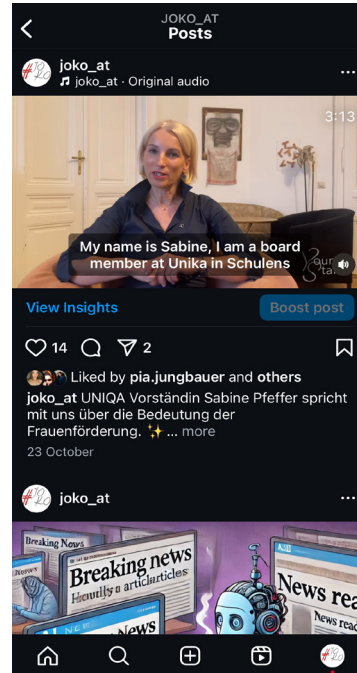 JOKO_AT
Posts
joko_at
joko_at · Original audio
3:13
My name is Sabine, I am a board
member at Unika in Schulens
View Insights
Boost post
14
2
Liked by pia.jungbauer and others
joko_at UNIQA Vorständin Sabine Pfeffer spricht
mit uns über die Bedeutung der
Frauenförderung. ✨ ... more
23 October
joko_at
Breaking News
Breaking news
News
News read
News read